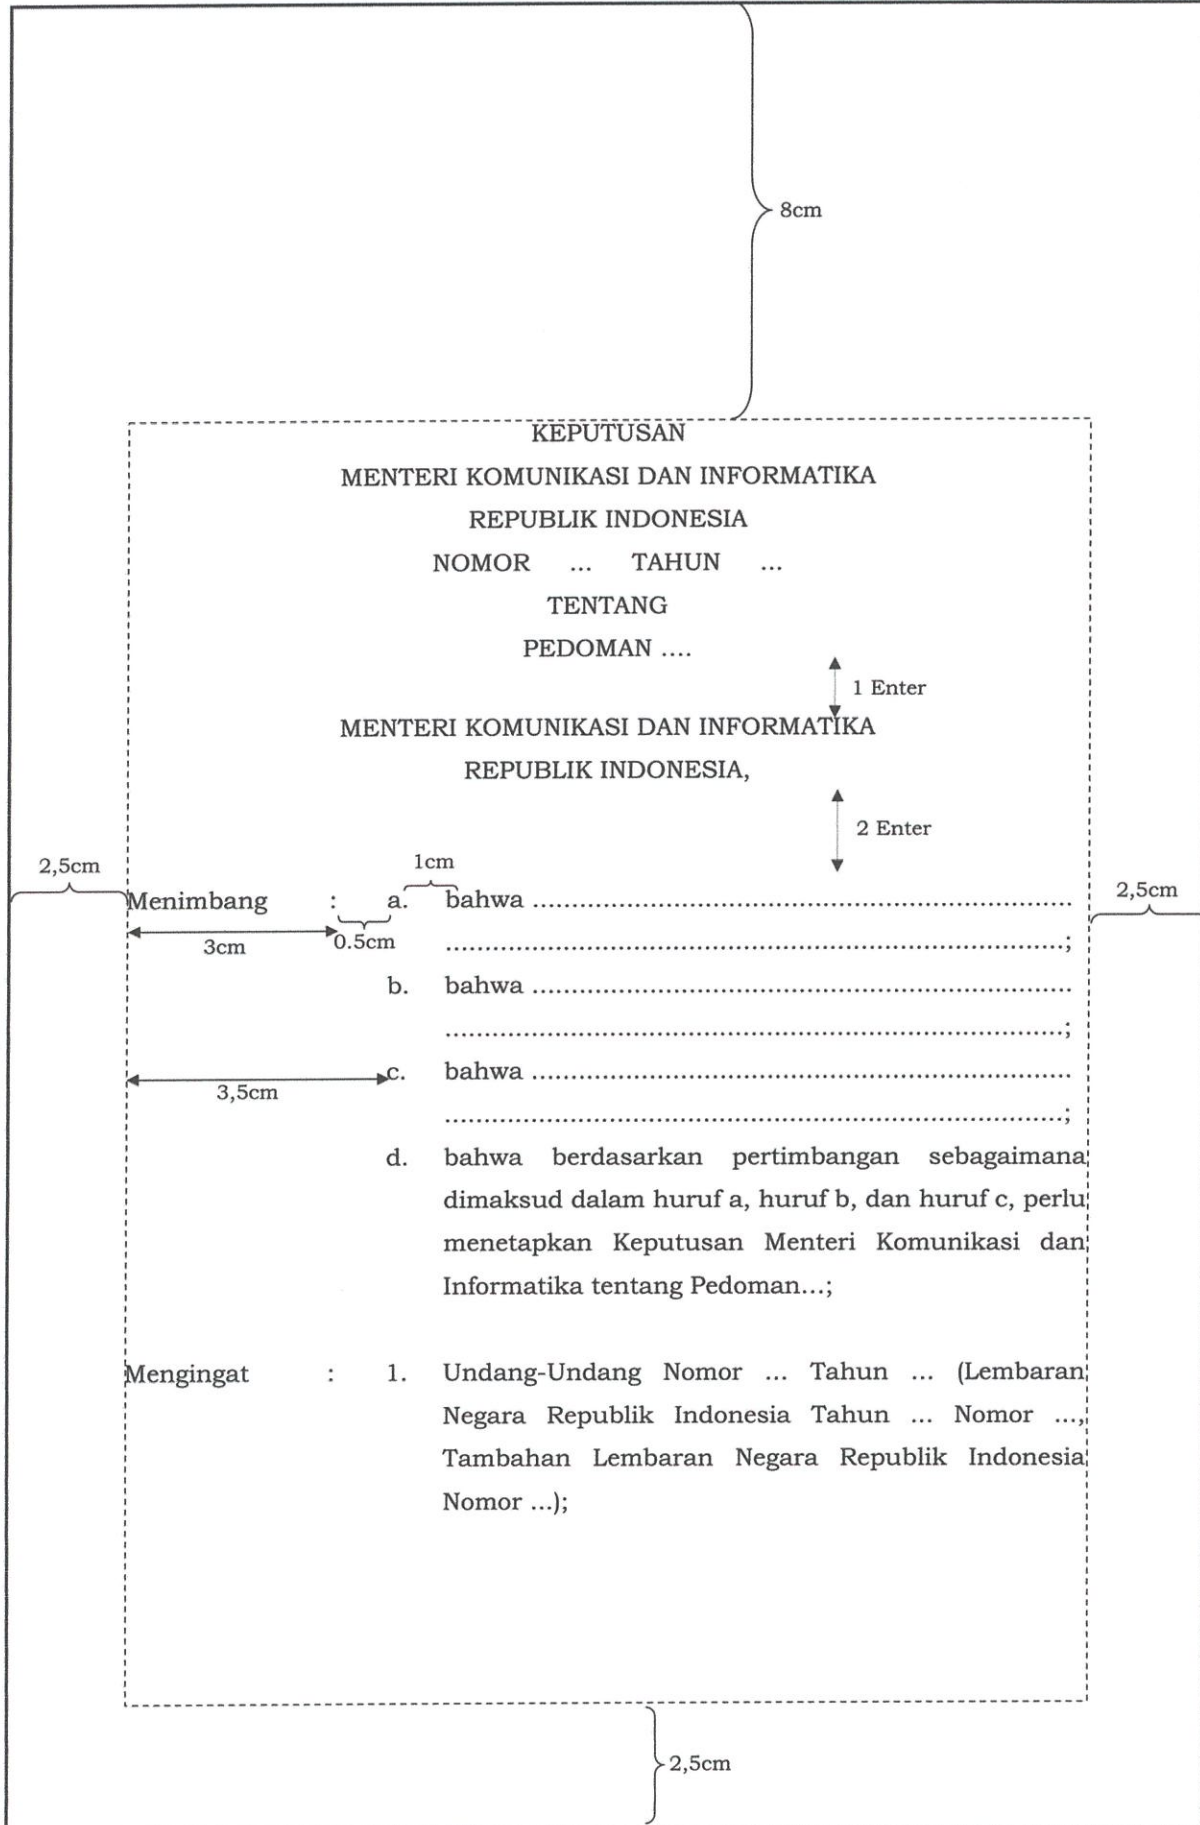 8cm
KEPUTUSAN
MENTERI KOMUNIKASI DAN INFORMATIKA
REPUBLIK INDONESIA
NOMOR ... TAHUN ...
TENTANG
PEDOMAN ....
1 Enter
MENTERI KOMUNIKASI DAN INFORMATIKA
REPUBLIK INDONESIA,
2 Enter
2,5cm
1cm
2,5cm
Menimbang : a. bahwa ........................................................................
3cm
0.5cm
.................................................................................;
b. bahwa ........................................................................
.................................................................................;
c. bahwa ........................................................................
3,5cm
.................................................................................;
d. bahwa berdasarkan pertimbangan sebagaimana
dimaksud dalam huruf a, huruf b, dan huruf c, perlu
menetapkan Keputusan Menteri Komunikasi dan
Informatika tentang Pedoman...;
Mengingat : 1. Undang-Undang Nomor ... Tahun ... (Lembaran
Negara Republik Indonesia Tahun ... Nomor ...,
Tambahan Lembaran Negara Republik Indonesia
Nomor ...);
2,5cm